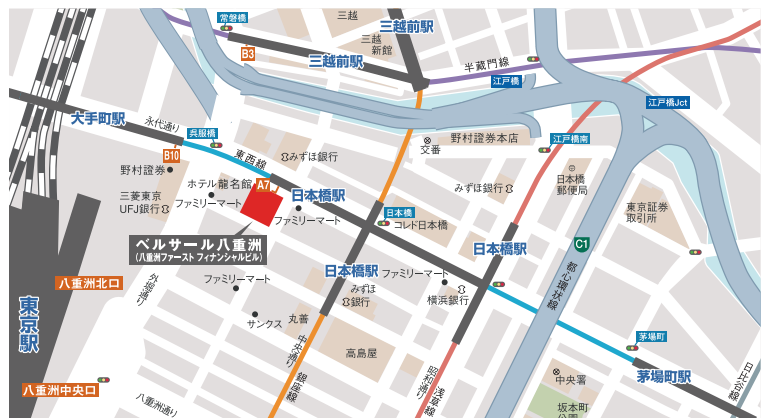 常盤橋
三越
三越前駅
三越
新館
B3
三越前駅
半蔵門線
江戸橋
江戸橋Jct
大手町駅
永代通り
呉服橋
野村證券本店
江戸橋南
交番
B10
東西線
みずほ銀行
野村證券
ホテル龍名館
A7
日本橋駅
みずほ銀行
日本橋
郵便局
三菱東京
UFJ銀行
ファミリーマート
ファミリーマート
日本橋
コレド日本橋
東京証券
取引所
ベルサール八重洲
(八重洲ファースト フィナンシャルビル)
日本橋駅
C1
日本橋駅
八重洲北口
外堀通り
ファミリーマート
みずほ
銀行
ファミリーマート
横浜銀行
都心環状線
東京駅
サンクス
丸善
中央通り
銀座線
高島屋
茅場町
茅場町駅
日比谷線
八重洲中央口
八重洲通り
昭和通り
浅草線
中央署
坂本町
公園